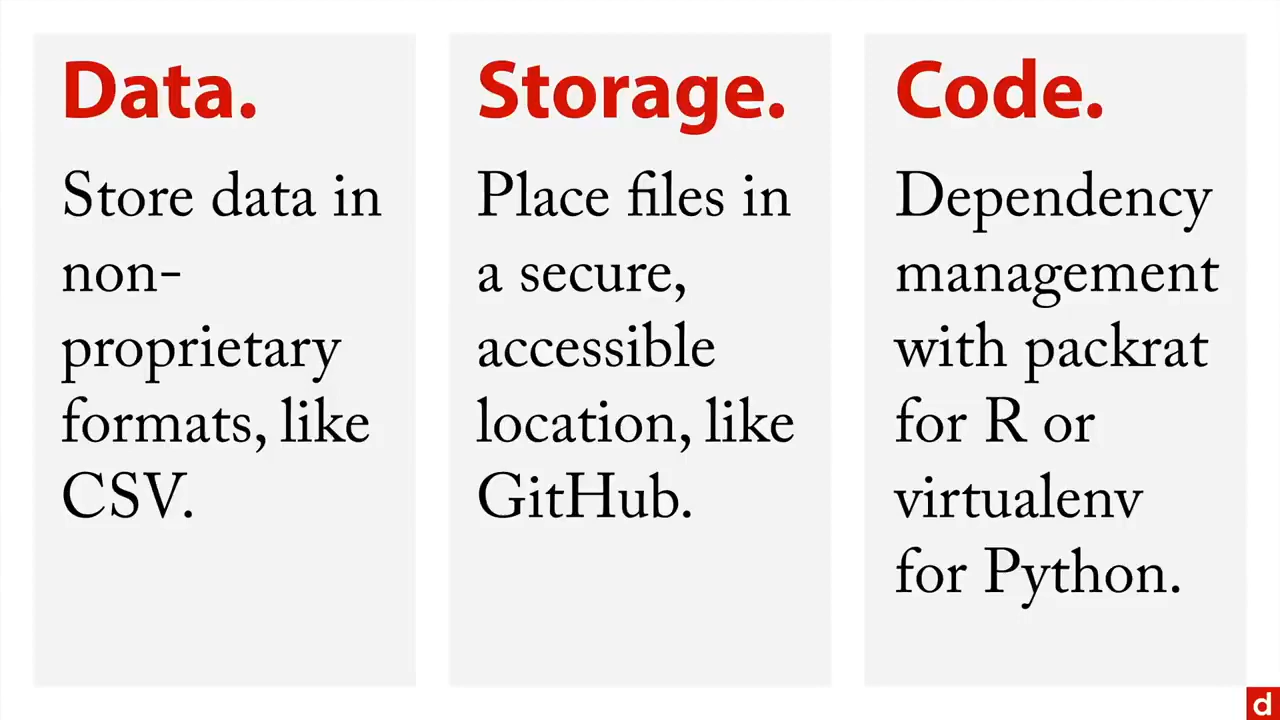 Data.
Store data in
non-
proprietary
formats, like
CSV.
Storage.
Place files in
a secure,
accessible
location, like
GitHub.
Code.
Dependency
management
with packrat
for R or
virtualenv
for Python.
d